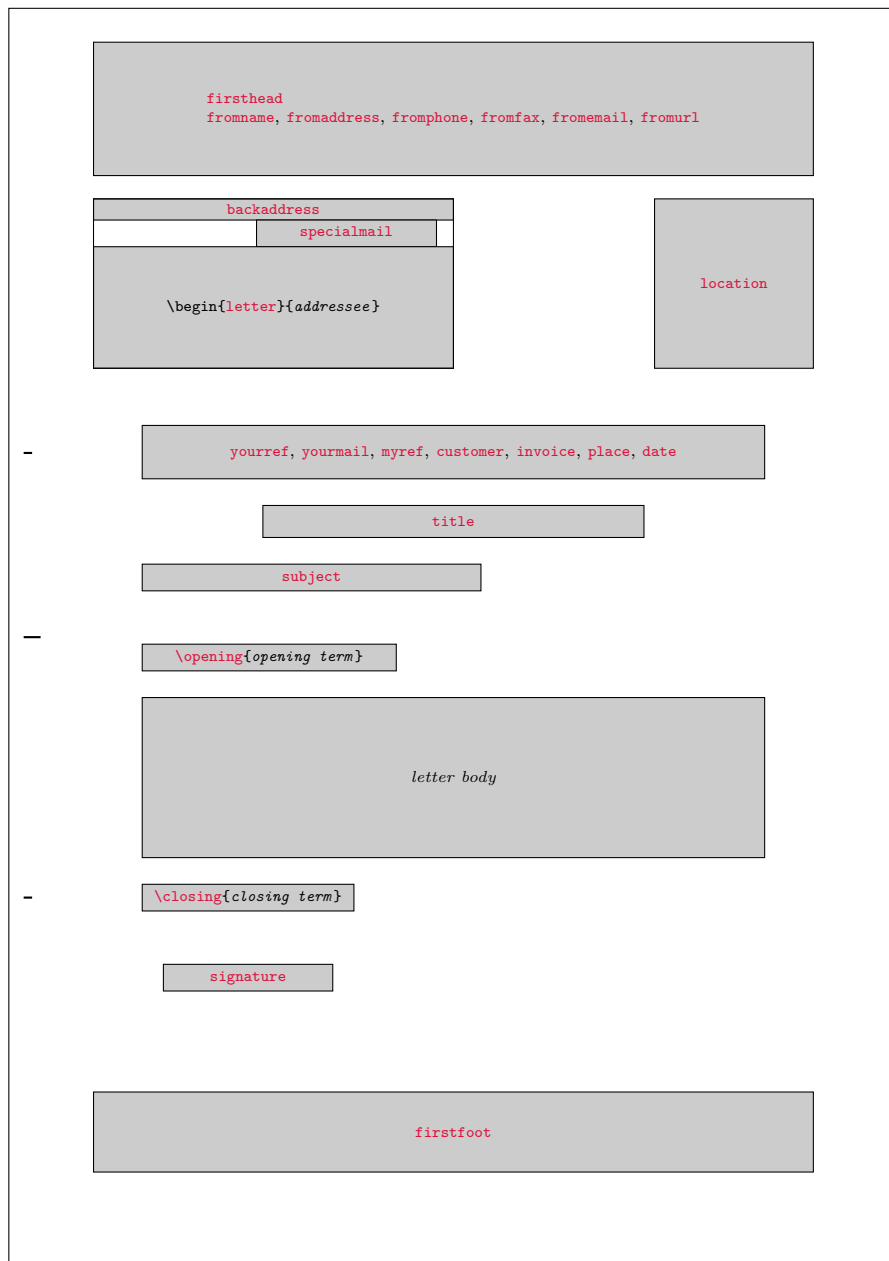 firsthead
fromname, fromaddress, fromphone, fromfax, fromemail, fromurl
backaddress
specialmail
\begin{letter}{addressee}
location
yourref, yourmail, myref, customer, invoice, place, date
title
subject
\opening{opening term}
letter body
\closing{closing term}
signature
firstfoot